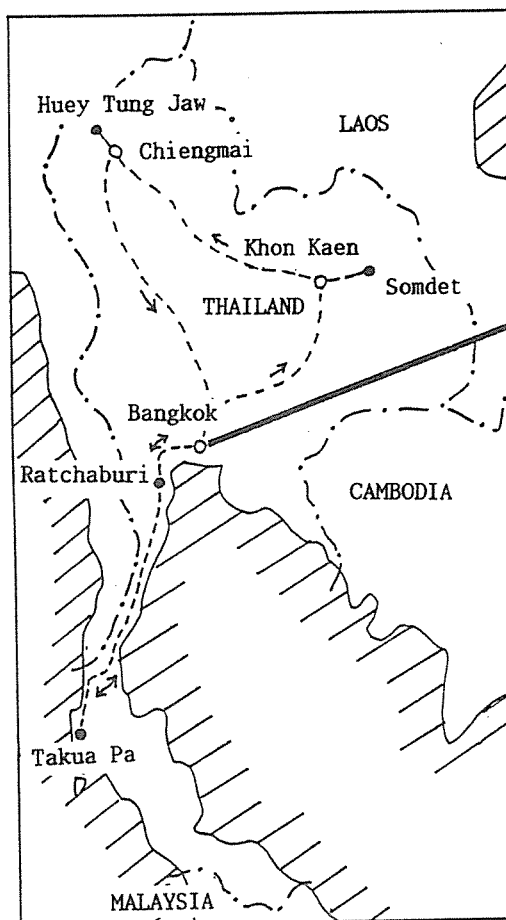 Huey Tung Jaw
LAOS
Chiengmai
Khon Kaen
Somdet
THAILAND
Bangkok
Ratchaburi
CAMBODIA
Takua Pa
MALAYSIA